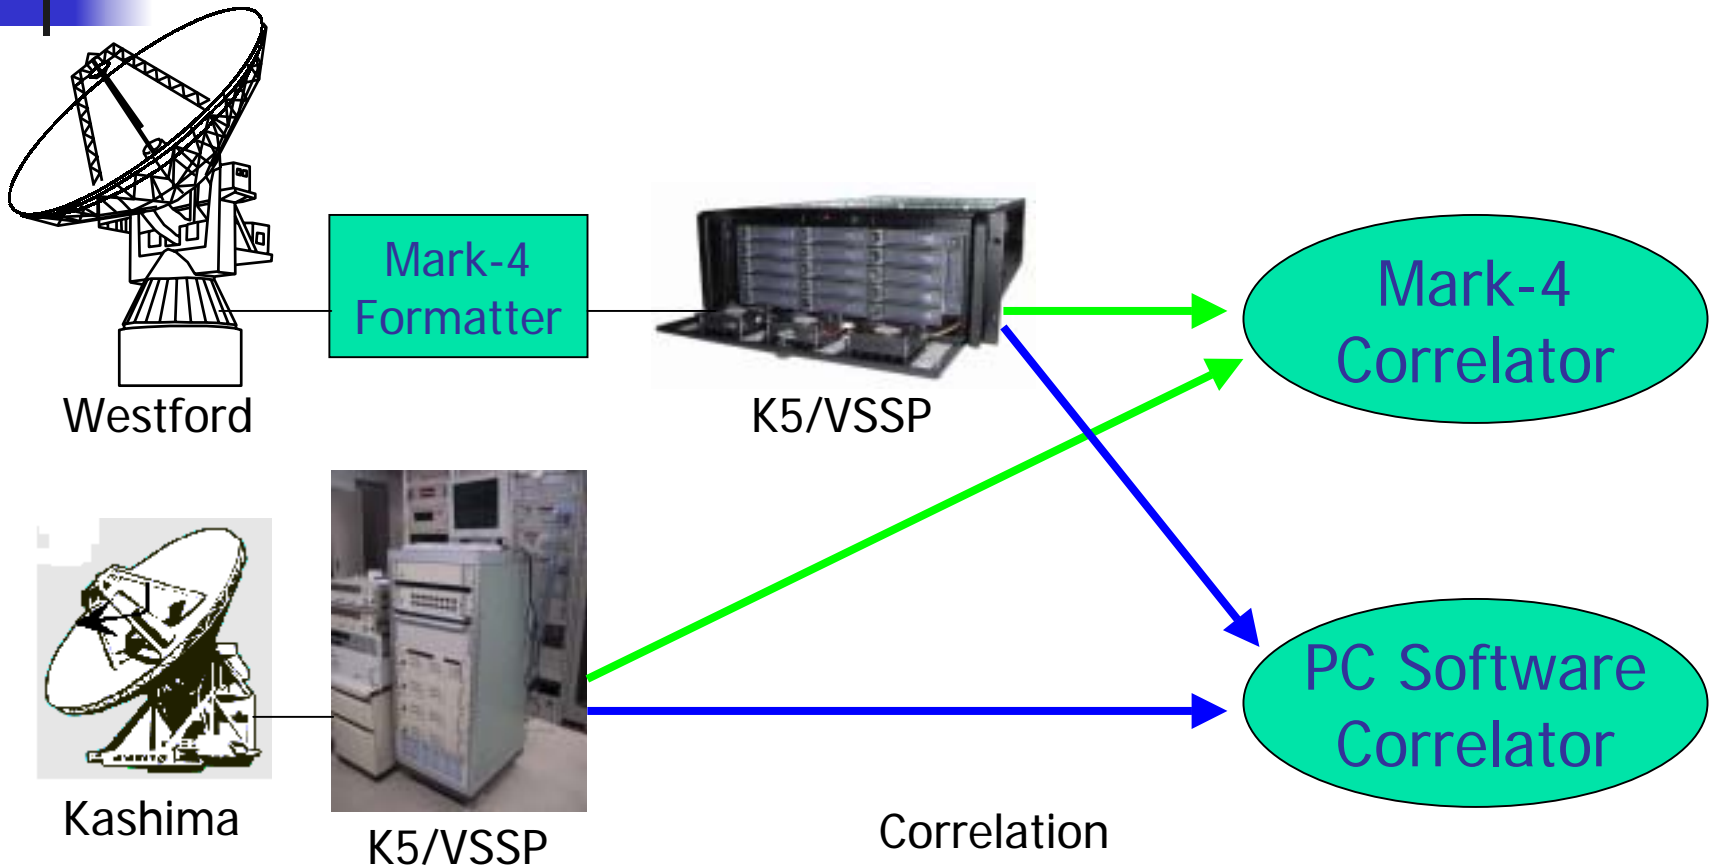 Mark-4
Formatter
Westford
K5/VSSP
Mark-4
Correlator
Kashima
K5/VSSP
PC Software
Correlator
Correlation